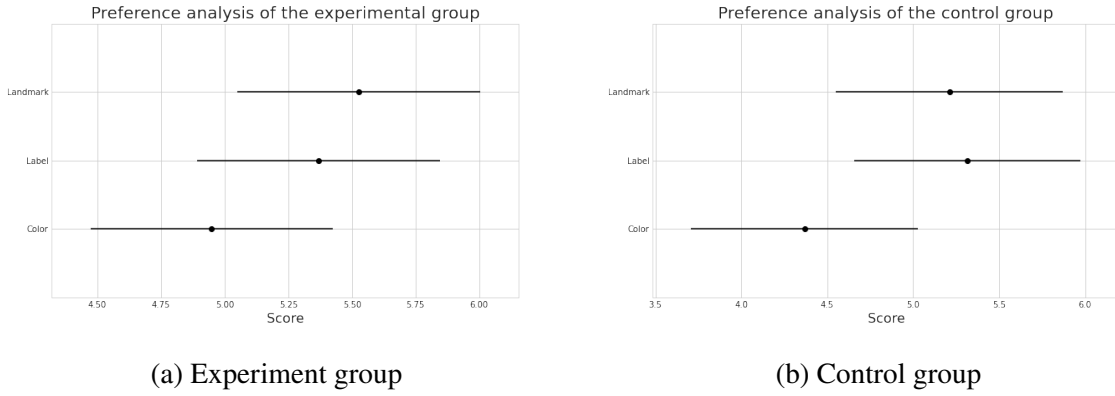 Preference analysis of the experimental group
Landmark
Label
Color
4.50 4.75 5.00 5.25 5.50 5.75 6.00
Score
(a) Experiment group
Preference analysis of the control group
Landmark
Label
Color
3.5 4.0 4.5 5.0 5.5 6.0
Score
(b) Control group